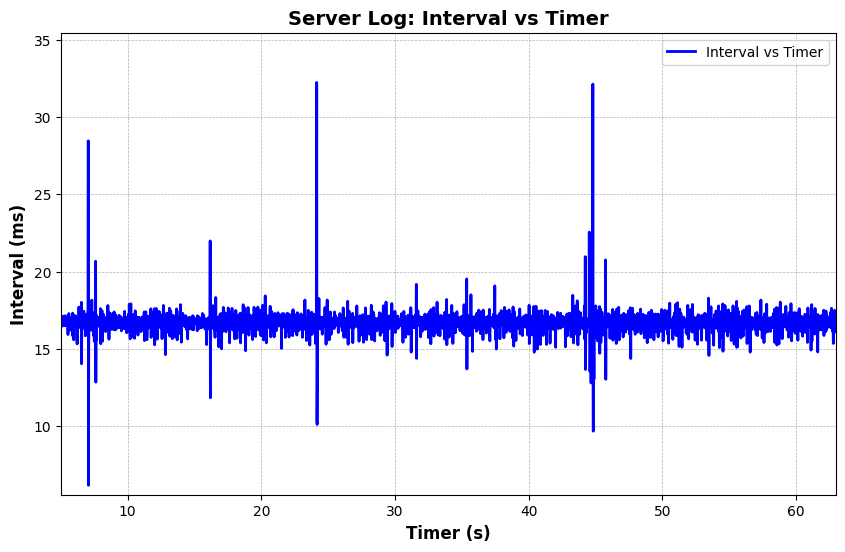 Server Log: Interval vs Timer
Interval vs Timer
35
30
25
20
15
10
Interval (ms)
10 20 30 40 50 60
Timer (s)